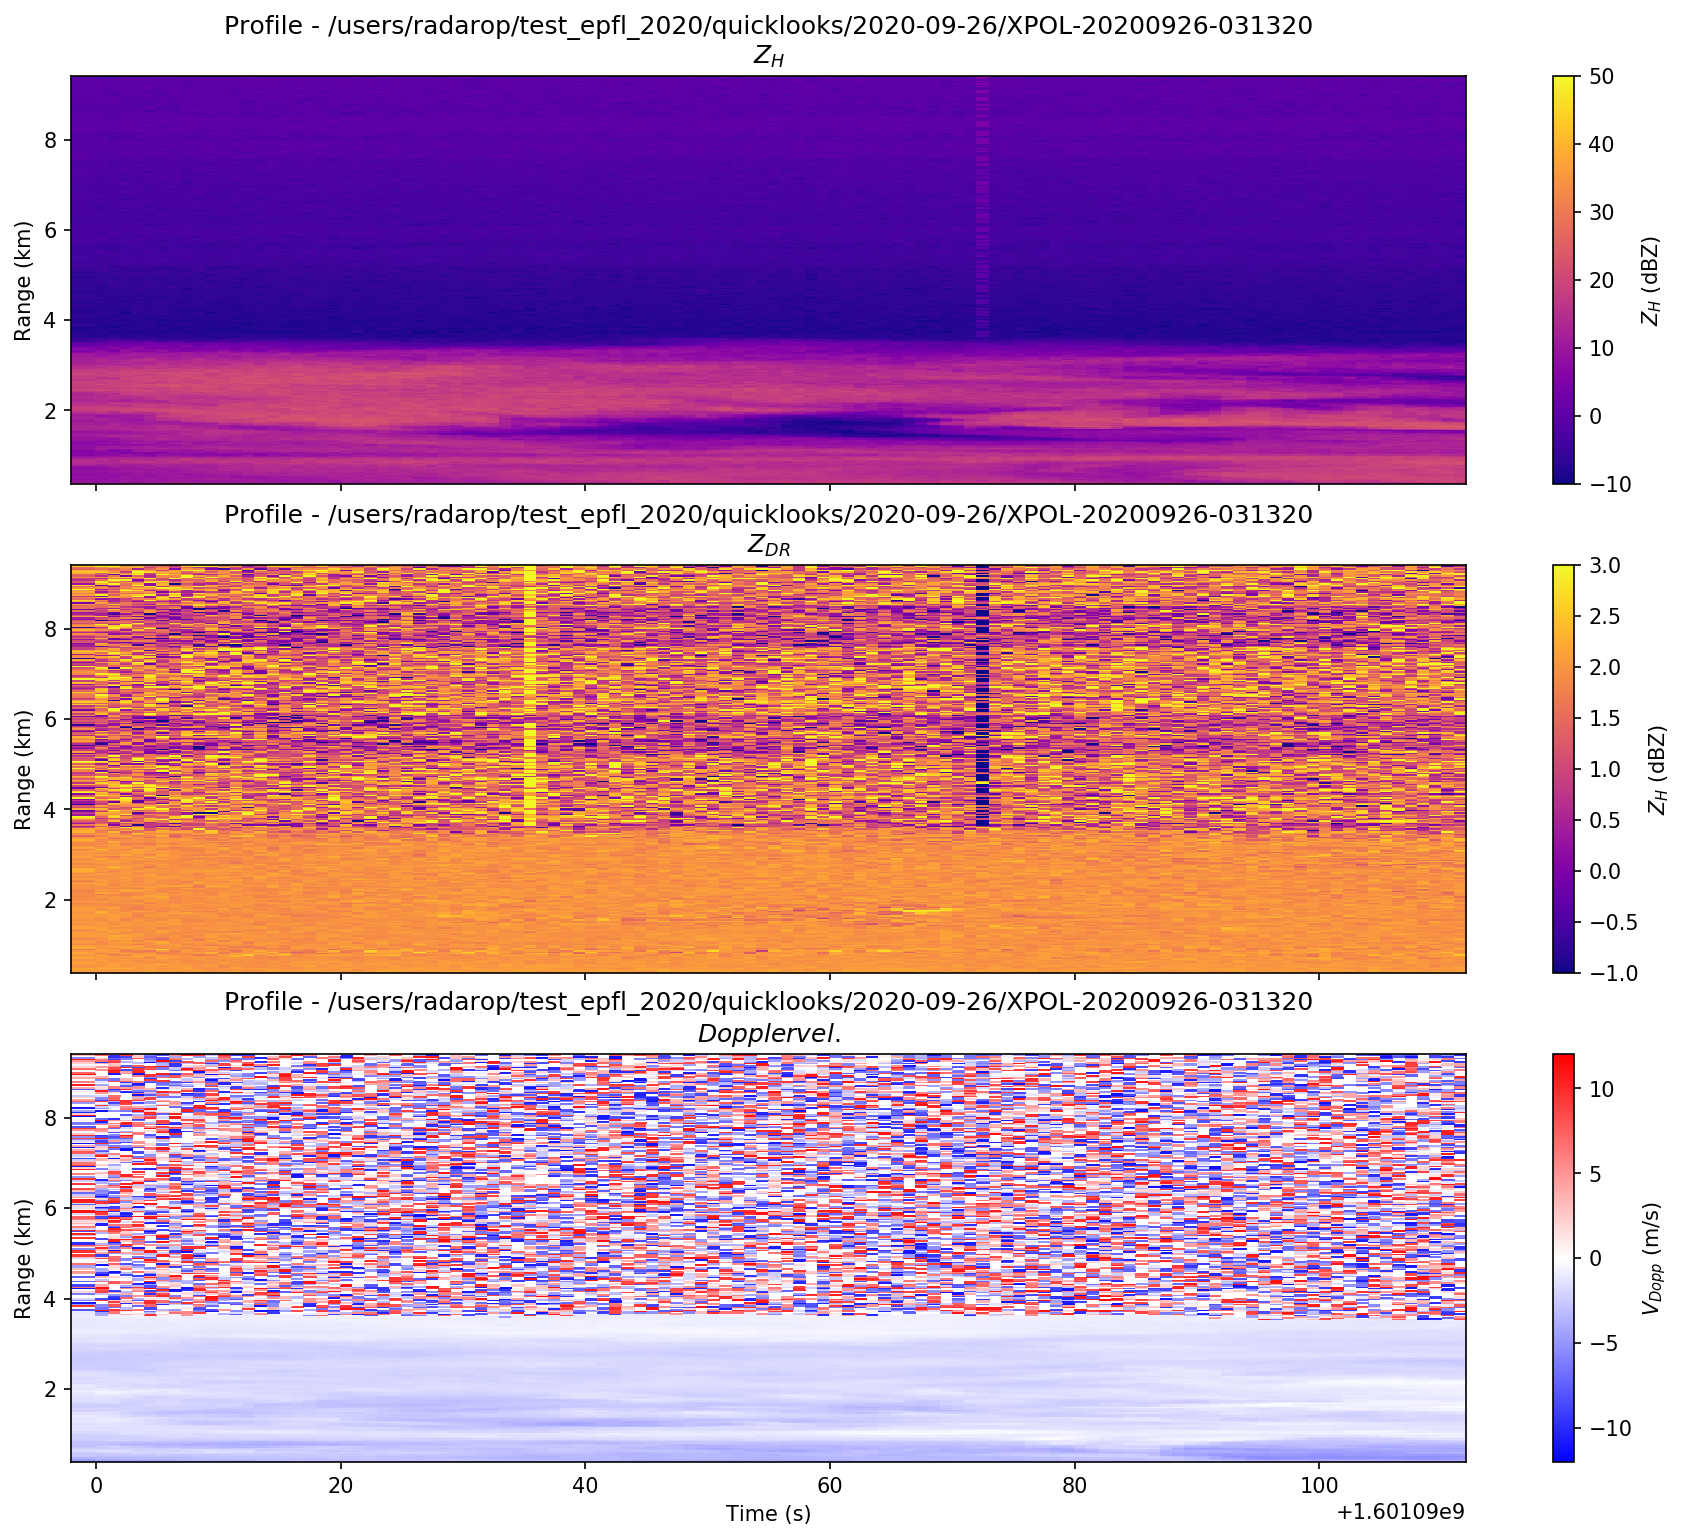 Profile - /users/radarop/test_epfl_2020/quicklooks/2020-09-26/XPOL-20200926-031320
Z_H
Range (km)
8
6
4
2
50
40
30
20
10
0
−10
Z_H (dBZ)
Profile - /users/radarop/test_epfl_2020/quicklooks/2020-09-26/XPOL-20200926-031320
Z_DR
Range (km)
8
6
4
2
3.0
2.5
2.0
1.5
1.0
0.5
0.0
−0.5
−1.0
Z_H (dBZ)
Profile - /users/radarop/test_epfl_2020/quicklooks/2020-09-26/XPOL-20200926-031320
Dopplervel.
Range (km)
8
6
4
2
10
5
0
−5
−10
V_Dopp (m/s)
0 20 40 60 80 100
Time (s)
+1.60109e9